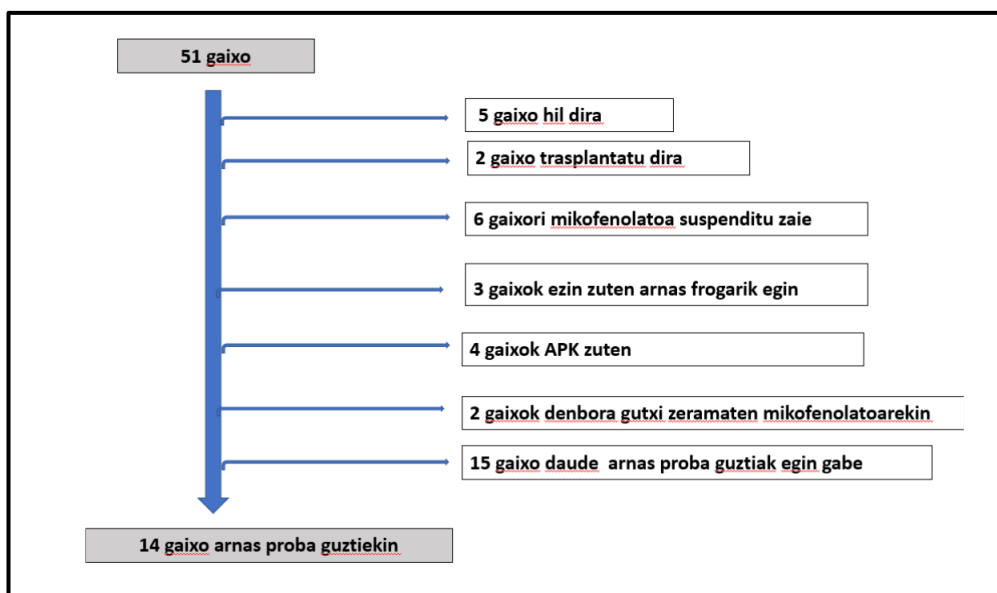 51 gaixo
5 gaixo hil dira
2 gaixo trasplantatu dira
6 gaixori mikofenolatoa suspenditu zaie
3 gaixok ezin zuten arnas frogarik egin
4 gaixok APK zuten
2 gaixok denbora gutxi zeramaten mikofenolatoarekin
15 gaixo daude arnas proba guztiak egin gabe
14 gaixo arnas proba guztiekin